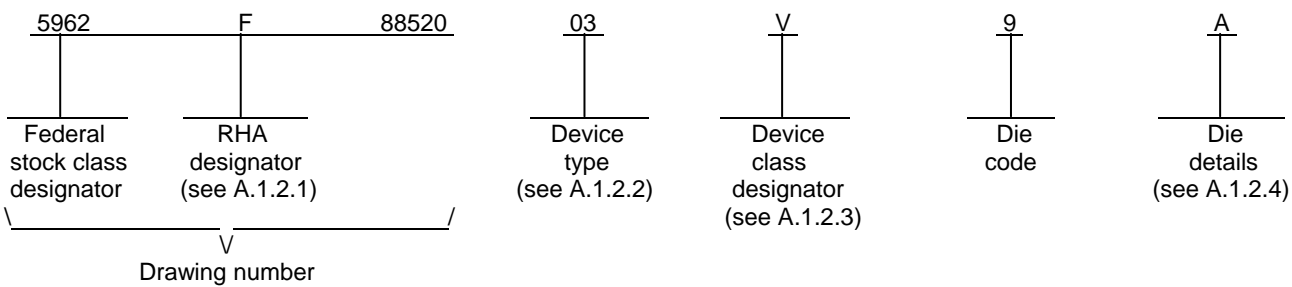 5962 F 88520 03 V 9 A
Federal RHA Device Device Die Die
stock class designator type class code details
designator (see A.1.2.1) (see A.1.2.2) designator (see A.1.2.4)
(see A.1.2.3)
Drawing number